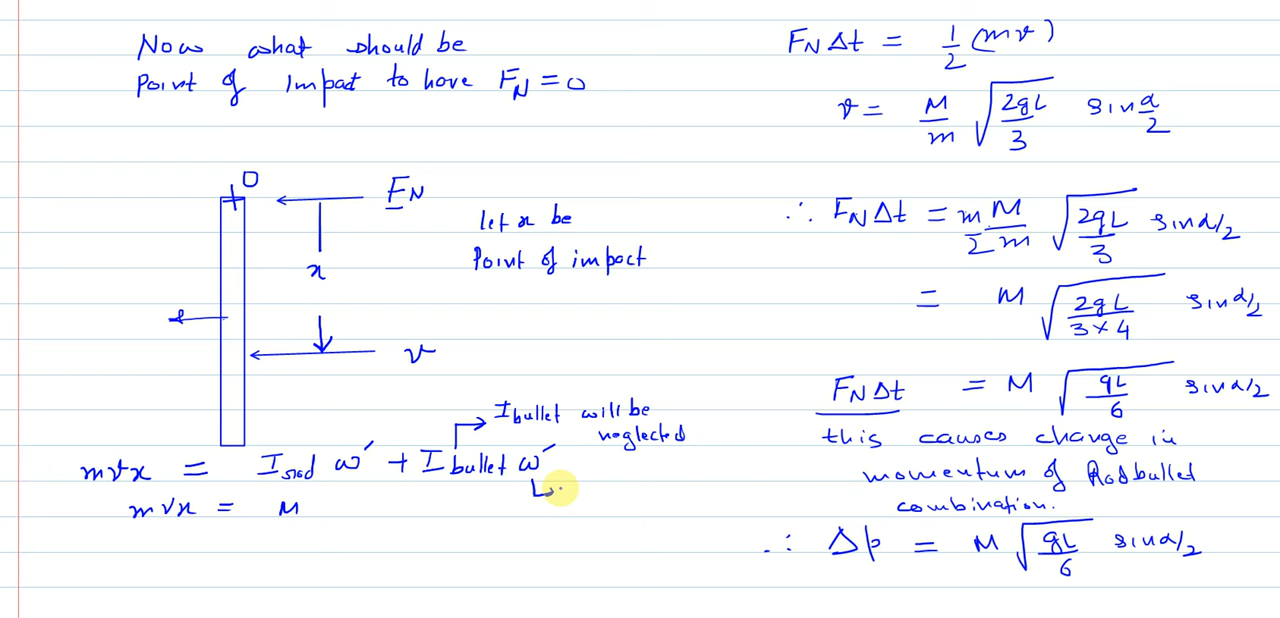 Now what should be
Point of Impact to have F_N = 0
O
F_N
let x be
Point of impact
x
v
I bullet will be
neglected
mvx = I_rod ω' + I bullet ω'
mvx = M
F_N Δt = 1/2 (mv)
v = M/m √(2gL/3) sin α/2
∴ F_N Δt = m/2 M/m √(2gL/3) sin α/2
= M √(2gL/(3×4)) sin α/2
F_N Δt = M √(gL/6) sin α/2
this causes change in
momentum of Rod bullet
combination.
∴ Δp = M √(gL/6) sin α/2